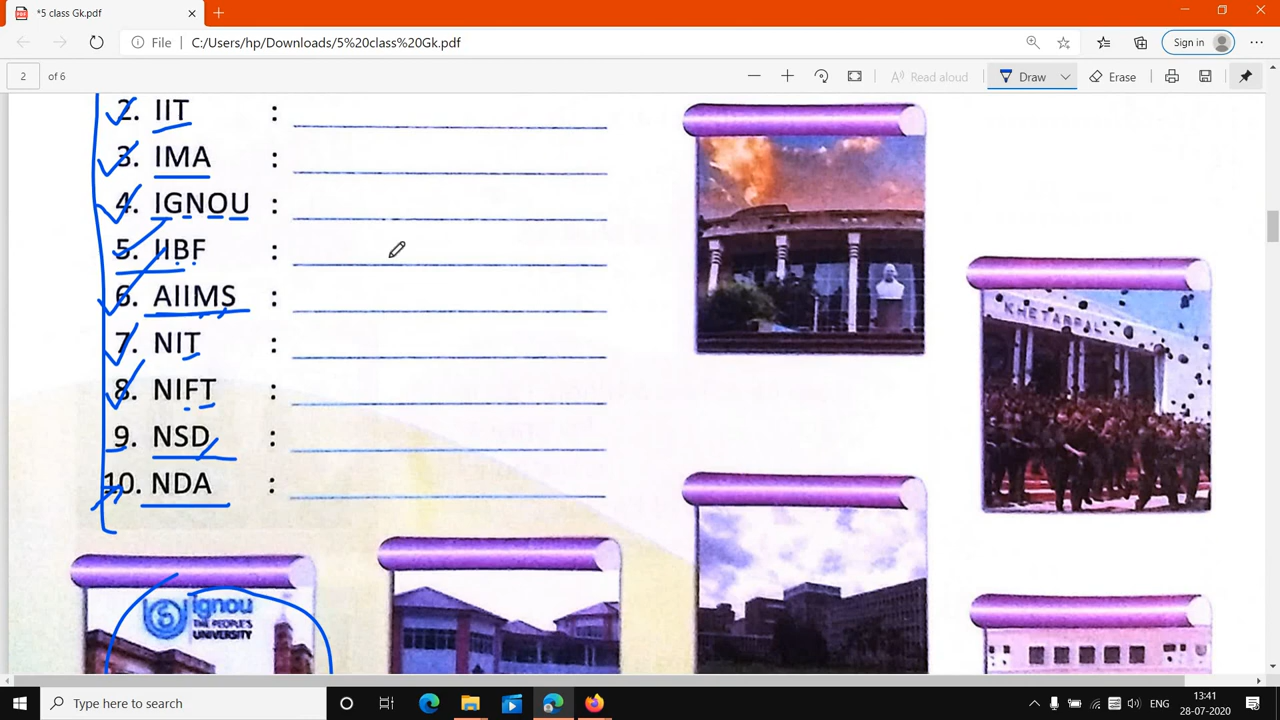 *5 class Gk.pdf
File C:/Users/hp/Downloads/5%20class%20Gk.pdf
Sign in
2 of 6
Read aloud
Draw
Erase
2. IIT :
3. IMA :
4. IGNOU :
5. IIBF :
6. AIIMS :
7. NIT :
8. NIFT :
9. NSD :
10. NDA :
KHETARPAL
ignou
THE PEOPLE'S
UNIVERSITY
Type here to search
ENG
13:41
28-07-2020